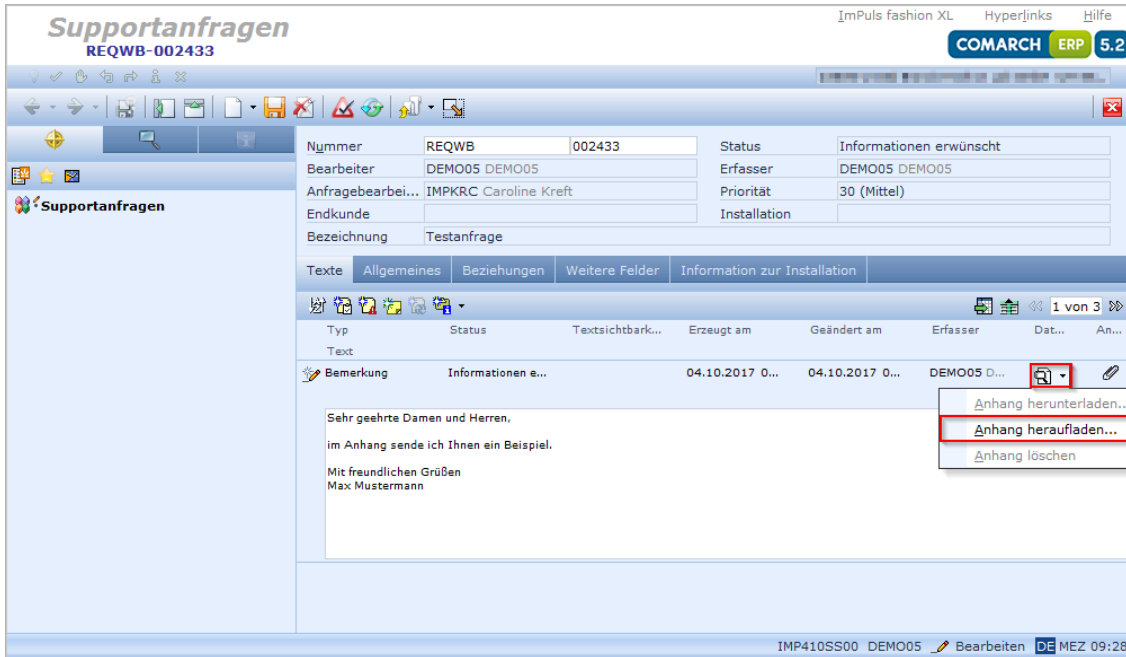 Supportanfragen
REQWB-002433
ImPuls fashion XL Hyperlinks Hilfe
COMARCH ERP 5.2
Supportanfragen
Nummer REQWB 002433 Status Informationen erwünscht
Bearbeiter DEMO05 DEMO05 Erfasser DEMO05 DEMO05
Anfragebearbei... IMPKRC Caroline Kreft Priorität 30 (Mittel)
Endkunde Installation
Bezeichnung Testanfrage
Texte Allgemeines Beziehungen Weitere Felder Information zur Installation
1 von 3
Typ Status Textsichtbark... Erzeugt am Geändert am Erfasser Dat... An...
Text
Bemerkung Informationen e... 04.10.2017 0... 04.10.2017 0... DEMO05 D...
Anhang herunterladen..
Anhang heraufladen...
Anhang löschen
Sehr geehrte Damen und Herren,
im Anhang sende ich Ihnen ein Beispiel.
Mit freundlichen Grüßen
Max Mustermann
IMP410SS00 DEMO05 Bearbeiten DE MEZ 09:28